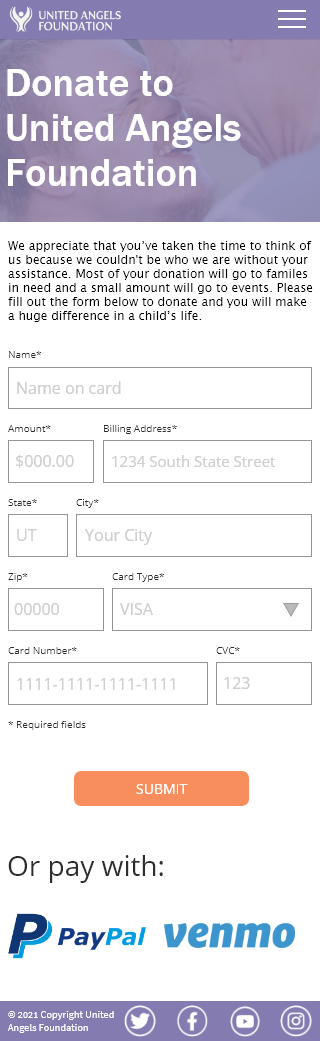 UNITED ANGELS
FOUNDATION
Donate to
United Angels
Foundation
We appreciate that you’ve taken the time to think of
us because we couldn't be who we are without your
assistance. Most of your donation will go to familes
in need and a small amount will go to events. Please
fill out the form below to donate and you will make
a huge difference in a child’s life.
Name*
Name on card
Amount* Billing Address*
$000.00 1234 South State Street
State* City*
UT Your City
Zip* Card Type*
00000 VISA
Card Number* CVC*
1111-1111-1111-1111 123
* Required fields
SUBMIT
Or pay with:
PayPal venmo
© 2021 Copyright United
Angels Foundation